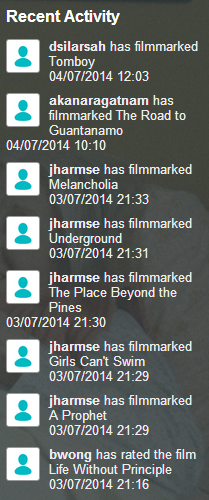 Recent Activity
dsilarsah has filmmarked
Tomboy
04/07/2014 12:03
akanaragatnam has
filmmarked The Road to
Guantanamo
04/07/2014 10:10
jharmse has filmmarked
Melancholia
03/07/2014 21:33
jharmse has filmmarked
Underground
03/07/2014 21:31
jharmse has filmmarked
The Place Beyond the
Pines
03/07/2014 21:30
jharmse has filmmarked
Girls Can't Swim
03/07/2014 21:29
jharmse has filmmarked
A Prophet
03/07/2014 21:29
bwong has rated the film
Life Without Principle
03/07/2014 21:16